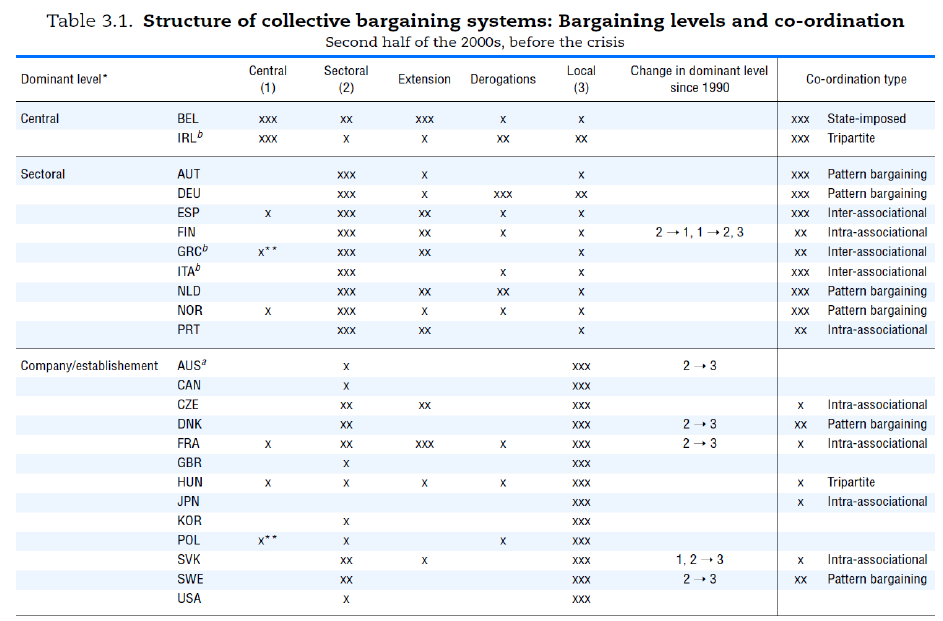 Table 3.1. Structure of collective bargaining systems: Bargaining levels and co-ordination
Second half of the 2000s, before the crisis
Dominant level* Central (1) Sectoral (2) Extension Derogations Local (3) Change in dominant level since 1990 Co-ordination type
Central BEL xxx xx xxx x x xxx State-imposed
IRLb xxx x x xx xx xxx Tripartite
Sectoral AUT xxx x x xxx Pattern bargaining
DEU xxx x xxx xx xxx Pattern bargaining
ESP x xxx xx x x xxx Inter-associational
FIN xxx xx x x 2 → 1, 1 → 2, 3 xx Intra-associational
GRCb x** xxx xx x xx Inter-associational
ITAb xxx x x xxx Inter-associational
NLD xxx xx xx x xxx Pattern bargaining
NOR x xxx x x x xxx Pattern bargaining
PRT xxx xx x xx Intra-associational
Company/establishement AUSa x xxx 2 → 3
CAN x xxx
CZE xx xx xxx x Intra-associational
DNK xx xxx 2 → 3 xx Pattern bargaining
FRA x xx xxx x xxx 2 → 3 x Intra-associational
GBR x xxx
HUN x x x x xxx x Tripartite
JPN xxx x Intra-associational
KOR x xxx
POL x** x x xxx
SVK xx x xxx 1, 2 → 3 x Intra-associational
SWE xx xxx 2 → 3 xx Pattern bargaining
USA x xxx